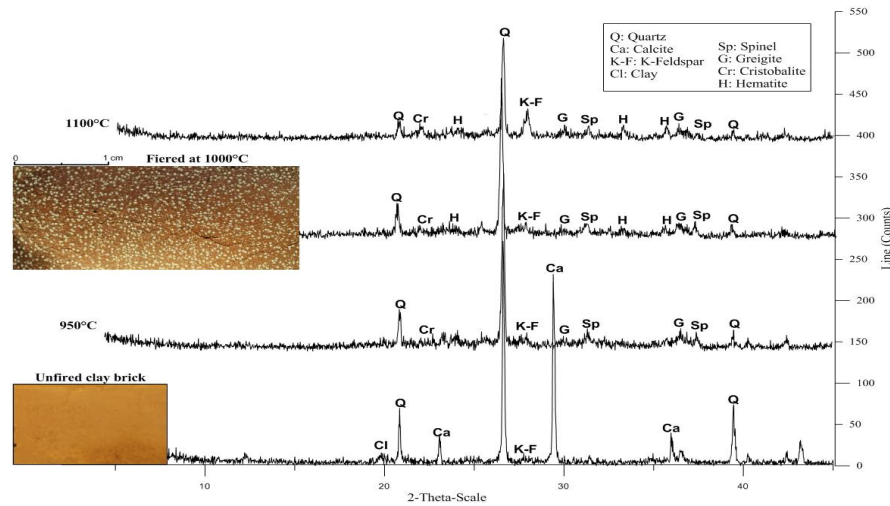 550
500
450
400
350
300
280
250
200
150
100
50
0
Line (Counts)
Q: Quartz
Ca: Calcite
K-F: K-Feldspar
Cl: Clay
Sp: Spinel
G: Greigite
Cr: Cristobalite
H: Hematite
1100°C
Q
Cr
H
Q
K-F
G
Sp
H
H
G
Sp
Q
0 1 cm
Fiered at 1000°C
Q
Cr
H
K-F
G
Sp
H
H
G
Sp
Q
950°C
Q
Cr
K-F
G
Sp
G
Sp
Q
Unfired clay brick
Cl
Q
Ca
K-F
Ca
Ca
Q
10 20 30 40
2-Theta-Scale